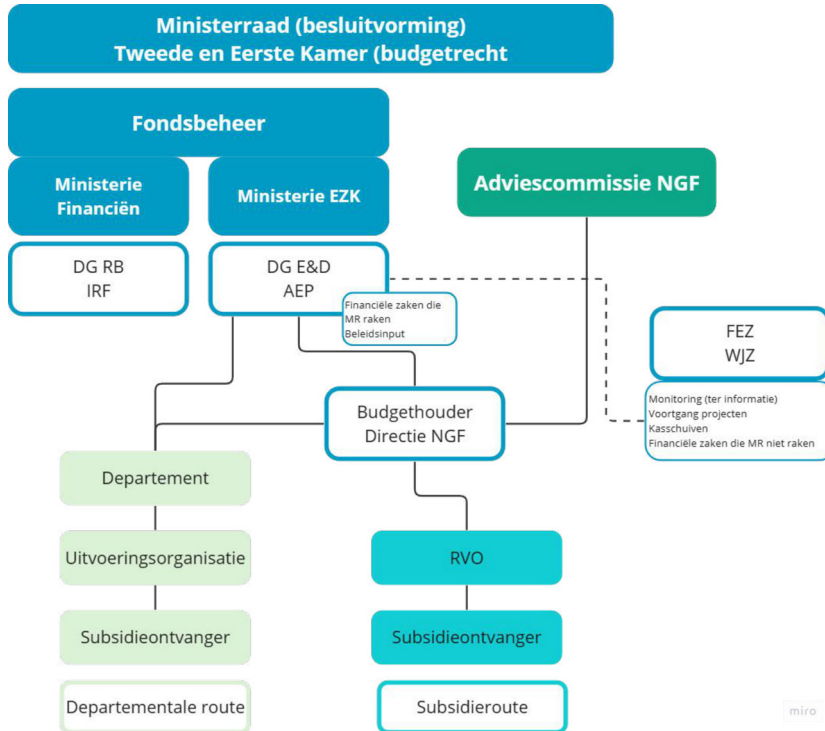 Ministerraad (besluitvorming)
Tweede en Eerste Kamer (budgetrecht
Fondsbeheer
Ministerie
Financiën
Ministerie EZK
Adviescommissie NGF
DG RB
IRF
DG E&D
AEP
Financiële zaken die
MR raken
Beleidsinput
FEZ
WJZ
Monitoring (ter informatie)
Voortgang projecten
Kasschuiven
Financiële zaken die MR niet raken
Budgethouder
Directie NGF
Departement
Uitvoeringsorganisatie
RVO
Subsidieontvanger
Subsidieontvanger
Departementale route
Subsidieroute
miro